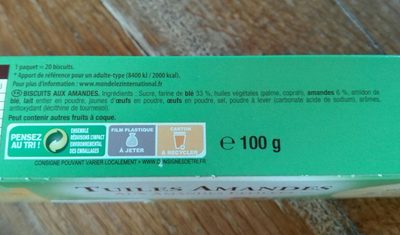 1 paquet = 20 biscuits.
* Apport de référence pour un adulte-type (8400 kJ / 2000 kcal).
Pour plus d'information : www.mondelezinternational.fr
BISCUITS AUX AMANDES. Ingrédients : Sucre, farine de blé 33 %, huiles végétales (palme, coprah), amandes 6 %, amidon de
blé, lait entier en poudre, jaunes d'œufs en poudre, œufs en poudre, sel, poudre à lever (carbonate acide de sodium), arômes,
antioxydant (lécithine de tournesol).
Peut contenir autres fruits à coque.
PENSEZ
AU TRI !
ENSEMBLE
RÉDUISONS L'IMPACT
ENVIRONNEMENTAL
DES EMBALLAGES
FILM PLASTIQUE
À JETER
CARTON
À RECYCLER
CONSIGNE POUVANT VARIER LOCALEMENT > WWW.CONSIGNESDETRI.FR
e 100 g
TUILES AMANDES